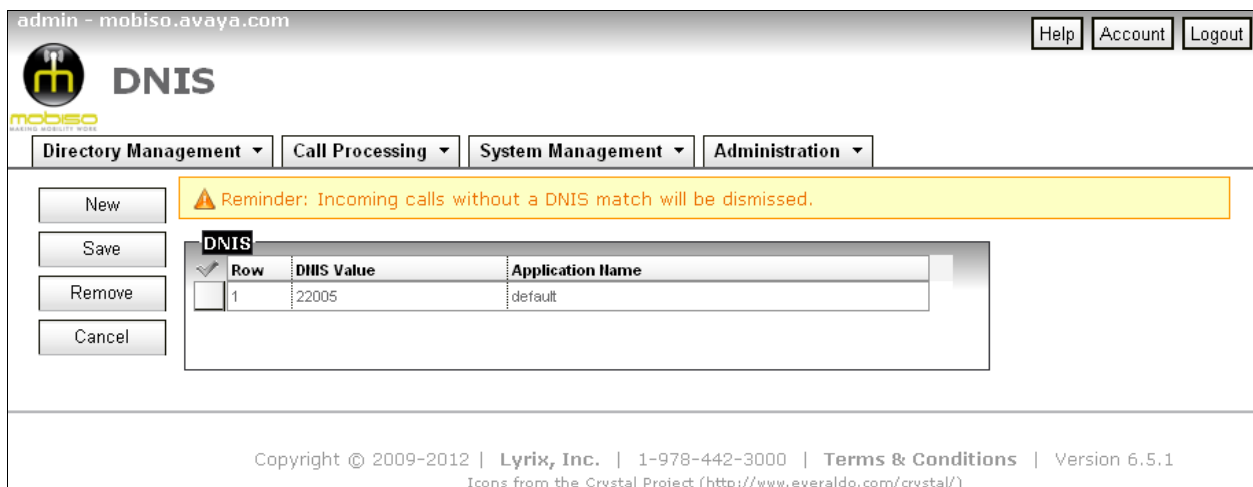 admin - mobiso.avaya.com
Help Account Logout
DNIS
mobiso
MAKING MOBILITY WORK
Directory Management Call Processing System Management Administration
New
Reminder: Incoming calls without a DNIS match will be dismissed.
Save
DNIS
Row DNIS Value Application Name
Remove
1 22005 default
Cancel
Copyright © 2009-2012 | Lyrix, Inc. | 1-978-442-3000 | Terms & Conditions | Version 6.5.1
Icons from the Crystal Project (http://www.everaldo.com/crystal/)